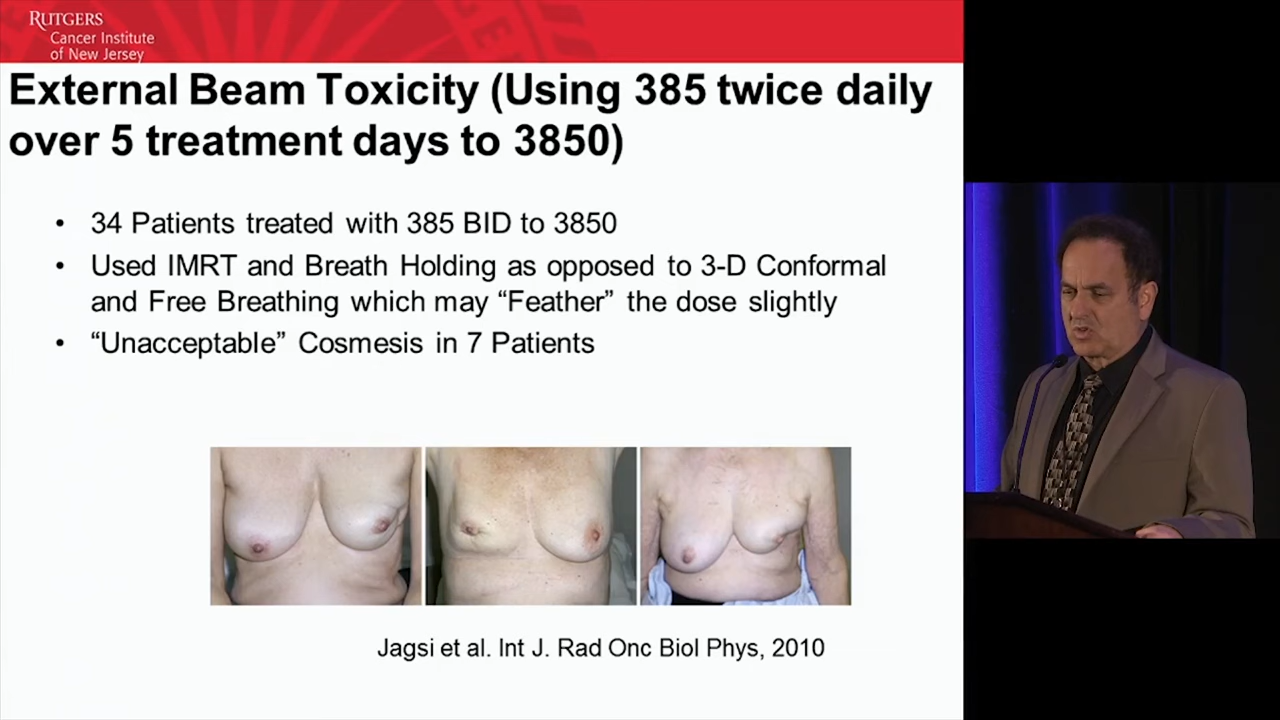 RUTGERS
Cancer Institute
of New Jersey
External Beam Toxicity (Using 385 twice daily
over 5 treatment days to 3850)
• 34 Patients treated with 385 BID to 3850
• Used IMRT and Breath Holding as opposed to 3-D Conformal
and Free Breathing which may “Feather” the dose slightly
• “Unacceptable” Cosmesis in 7 Patients
Jagsi et al. Int J. Rad Onc Biol Phys, 2010